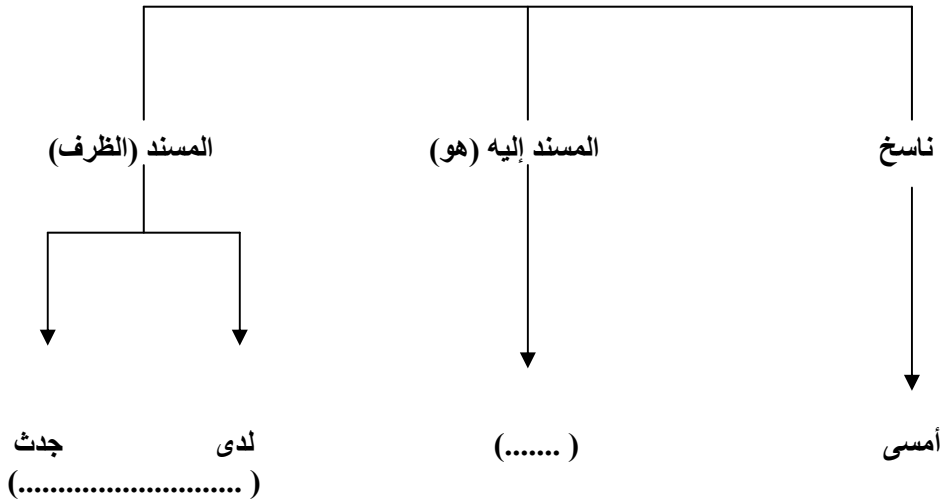 ناسخ المسند إليه (هو) المسند (الظرف)
أمسى (.......) لدى جدث
(............................)